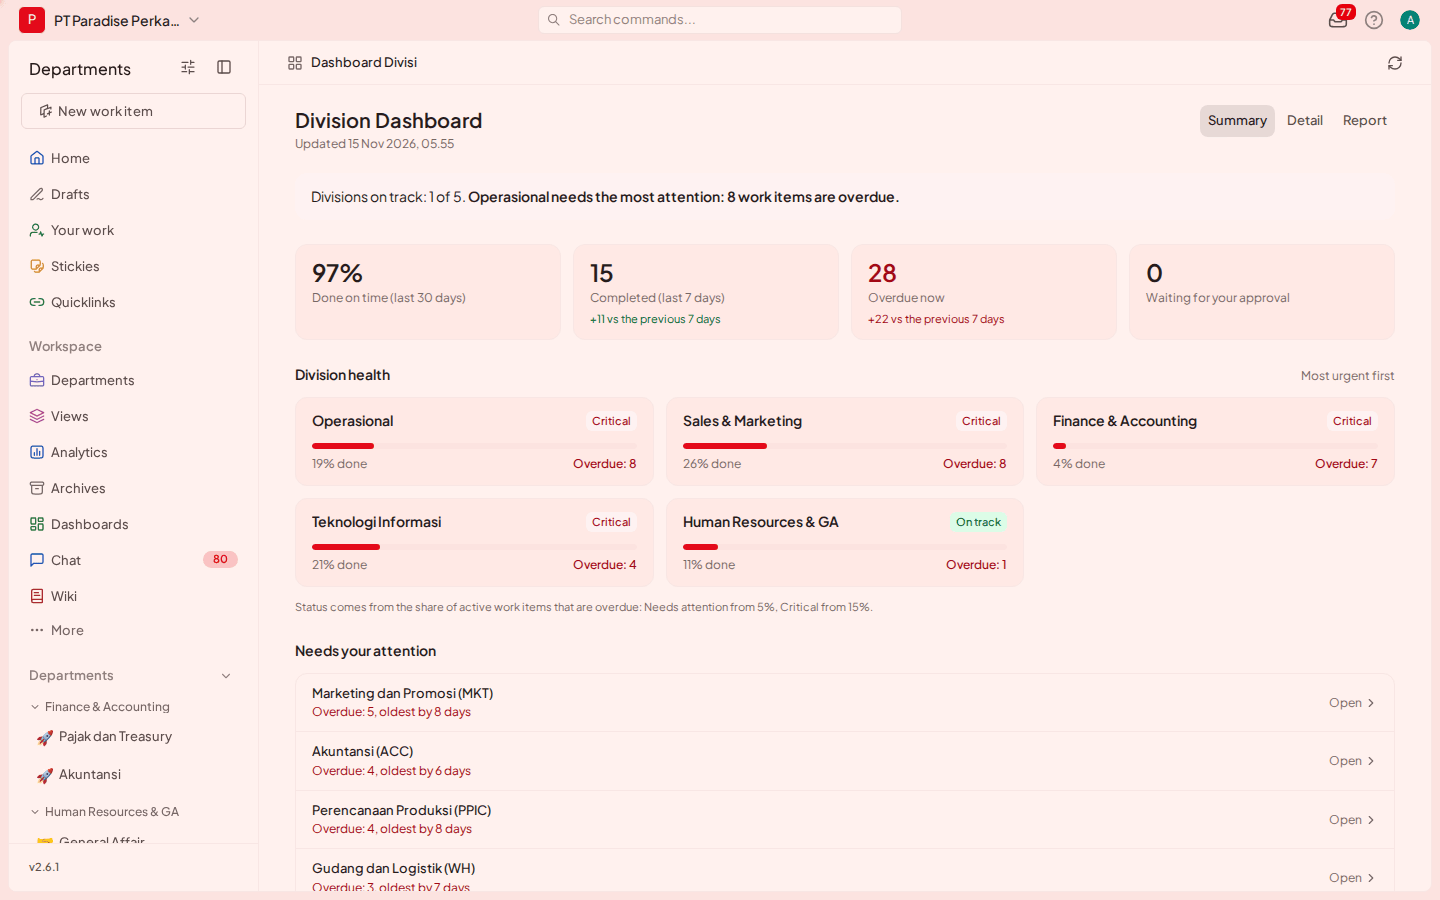 P PT Paradise Perka...
Search commands...
77
A
Departments
New work item
Home
Drafts
Your work
Stickies
Quicklinks
Workspace
Departments
Views
Analytics
Archives
Dashboards
Chat 80
Wiki
More
Departments
Finance & Accounting
Pajak dan Treasury
Akuntansi
Human Resources & GA
General Affair
v2.6.1
Dashboard Divisi
Division Dashboard
Updated 15 Nov 2026, 05.55
Summary Detail Report
Divisions on track: 1 of 5. Operasional needs the most attention: 8 work items are overdue.
97%
Done on time (last 30 days)
15
Completed (last 7 days)
+11 vs the previous 7 days
28
Overdue now
+22 vs the previous 7 days
0
Waiting for your approval
Division health
Most urgent first
Operasional Critical
19% done Overdue: 8
Sales & Marketing Critical
26% done Overdue: 8
Finance & Accounting Critical
4% done Overdue: 7
Teknologi Informasi Critical
21% done Overdue: 4
Human Resources & GA On track
11% done Overdue: 1
Status comes from the share of active work items that are overdue: Needs attention from 5%, Critical from 15%.
Needs your attention
Marketing dan Promosi (MKT)
Overdue: 5, oldest by 8 days
Open
Akuntansi (ACC)
Overdue: 4, oldest by 6 days
Open
Perencanaan Produksi (PPIC)
Overdue: 4, oldest by 8 days
Open
Gudang dan Logistik (WH)
Overdue: 3, oldest by 7 days
Open